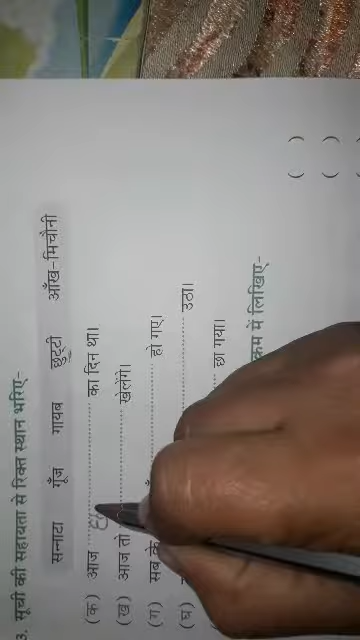 3. सूची की सहायता से रिक्त स्थान भरिए-
सन्नाटा गूँज गायब छुट्टी आँख-मिचौनी
(क) आज ........ का दिन था।
(ख) आज तो ........ खेलेंगे।
(ग) सब के ........ हो गए।
(घ) ........ उठा।
........ छा गया।
क्रम में लिखिए-
( )
( )